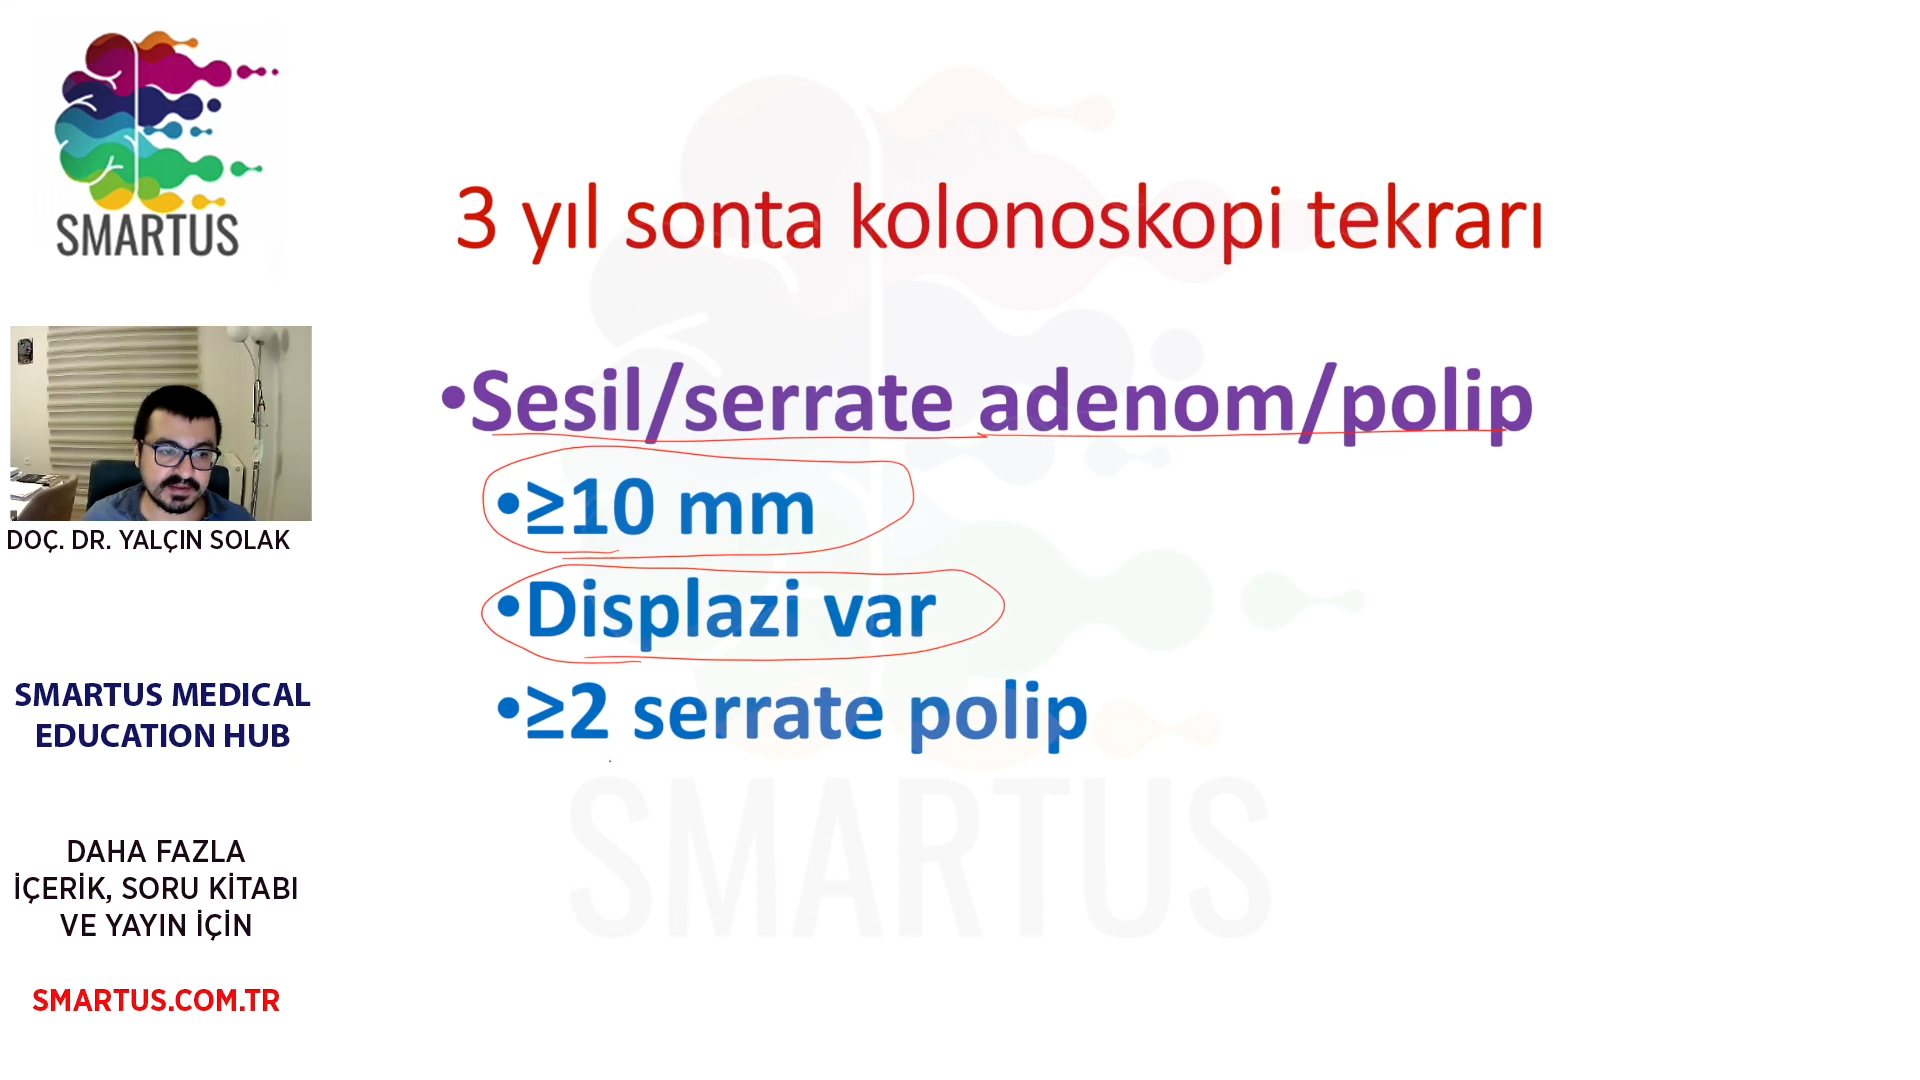 SMARTUS
DOÇ. DR. YALÇIN SOLAK
SMARTUS MEDICAL
EDUCATION HUB
DAHA FAZLA
İÇERİK, SORU KİTABI
VE YAYIN İÇİN
SMARTUS.COM.TR
3 yıl sonta kolonoskopi tekrarı
•Sesil/serrate adenom/polip
•≥10 mm
•Displazi var
•≥2 serrate polip
SMARTUS